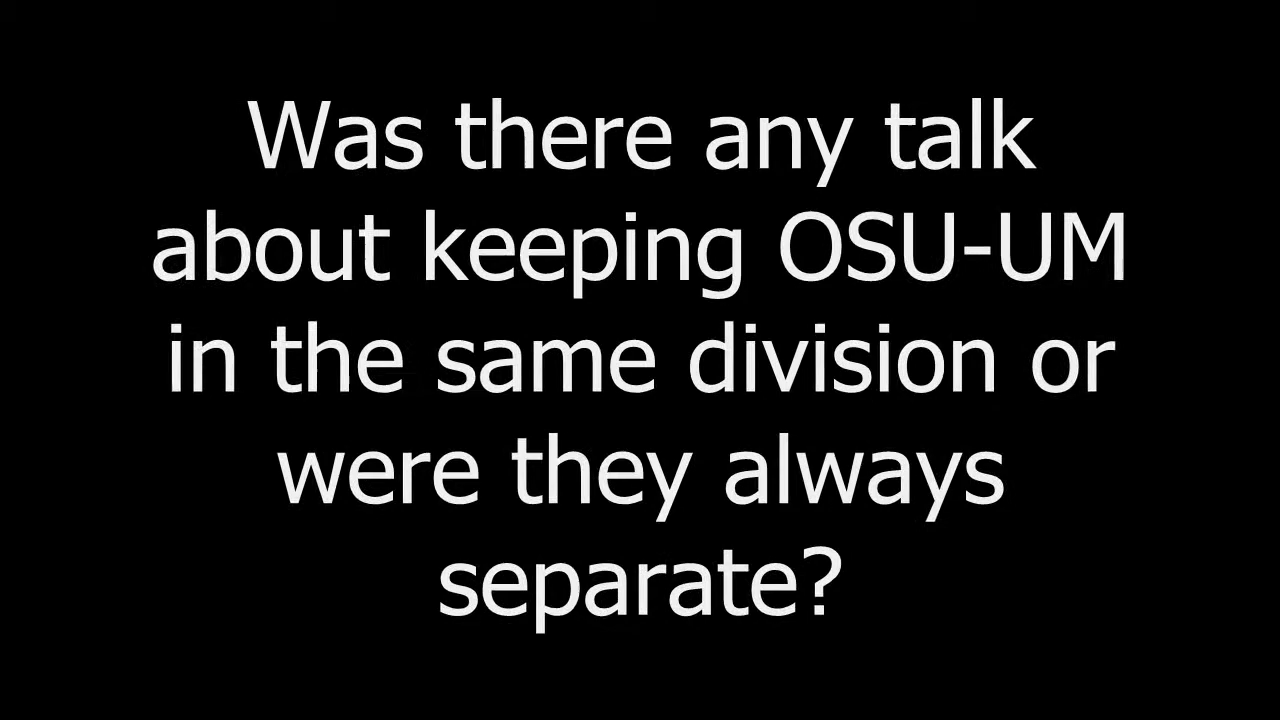 Was there any talk
about keeping OSU-UM
in the same division or
were they always
separate?